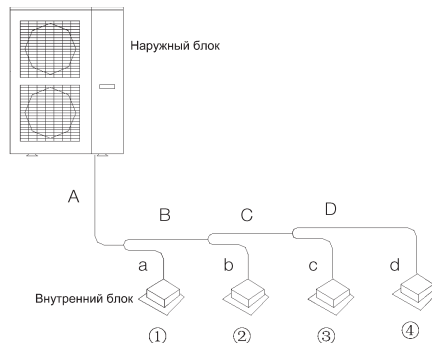 Наружный блок
A
B
C
D
a
b
c
d
Внутренний блок
① ② ③ ④